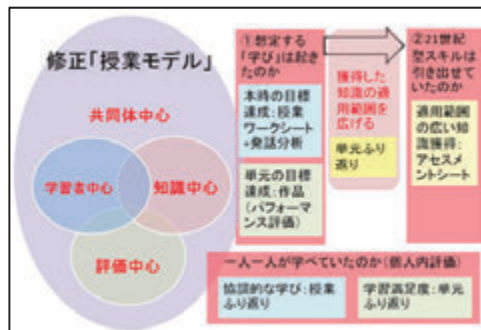 修正「授業モデル」
共同体中心
学習者中心
知識中心
評価中心
①想定する
「学び」は起き
たのか
本時の目標
達成：授業
ワークシート
+発話分析
単元の目標
達成：作品
(パフォーマ
ンス評価)
獲得した
知識の適
用範囲を
広げる
単元ふり
返り
②21世紀
型スキルは
引き出せて
いたのか
適用範囲
の広い知
識獲得：ア
セスメン
トシート
一人一人が学べていたのか(個人内評価)
協調的な学び：授業
ふり返り
学習満足度：単元
ふり返り